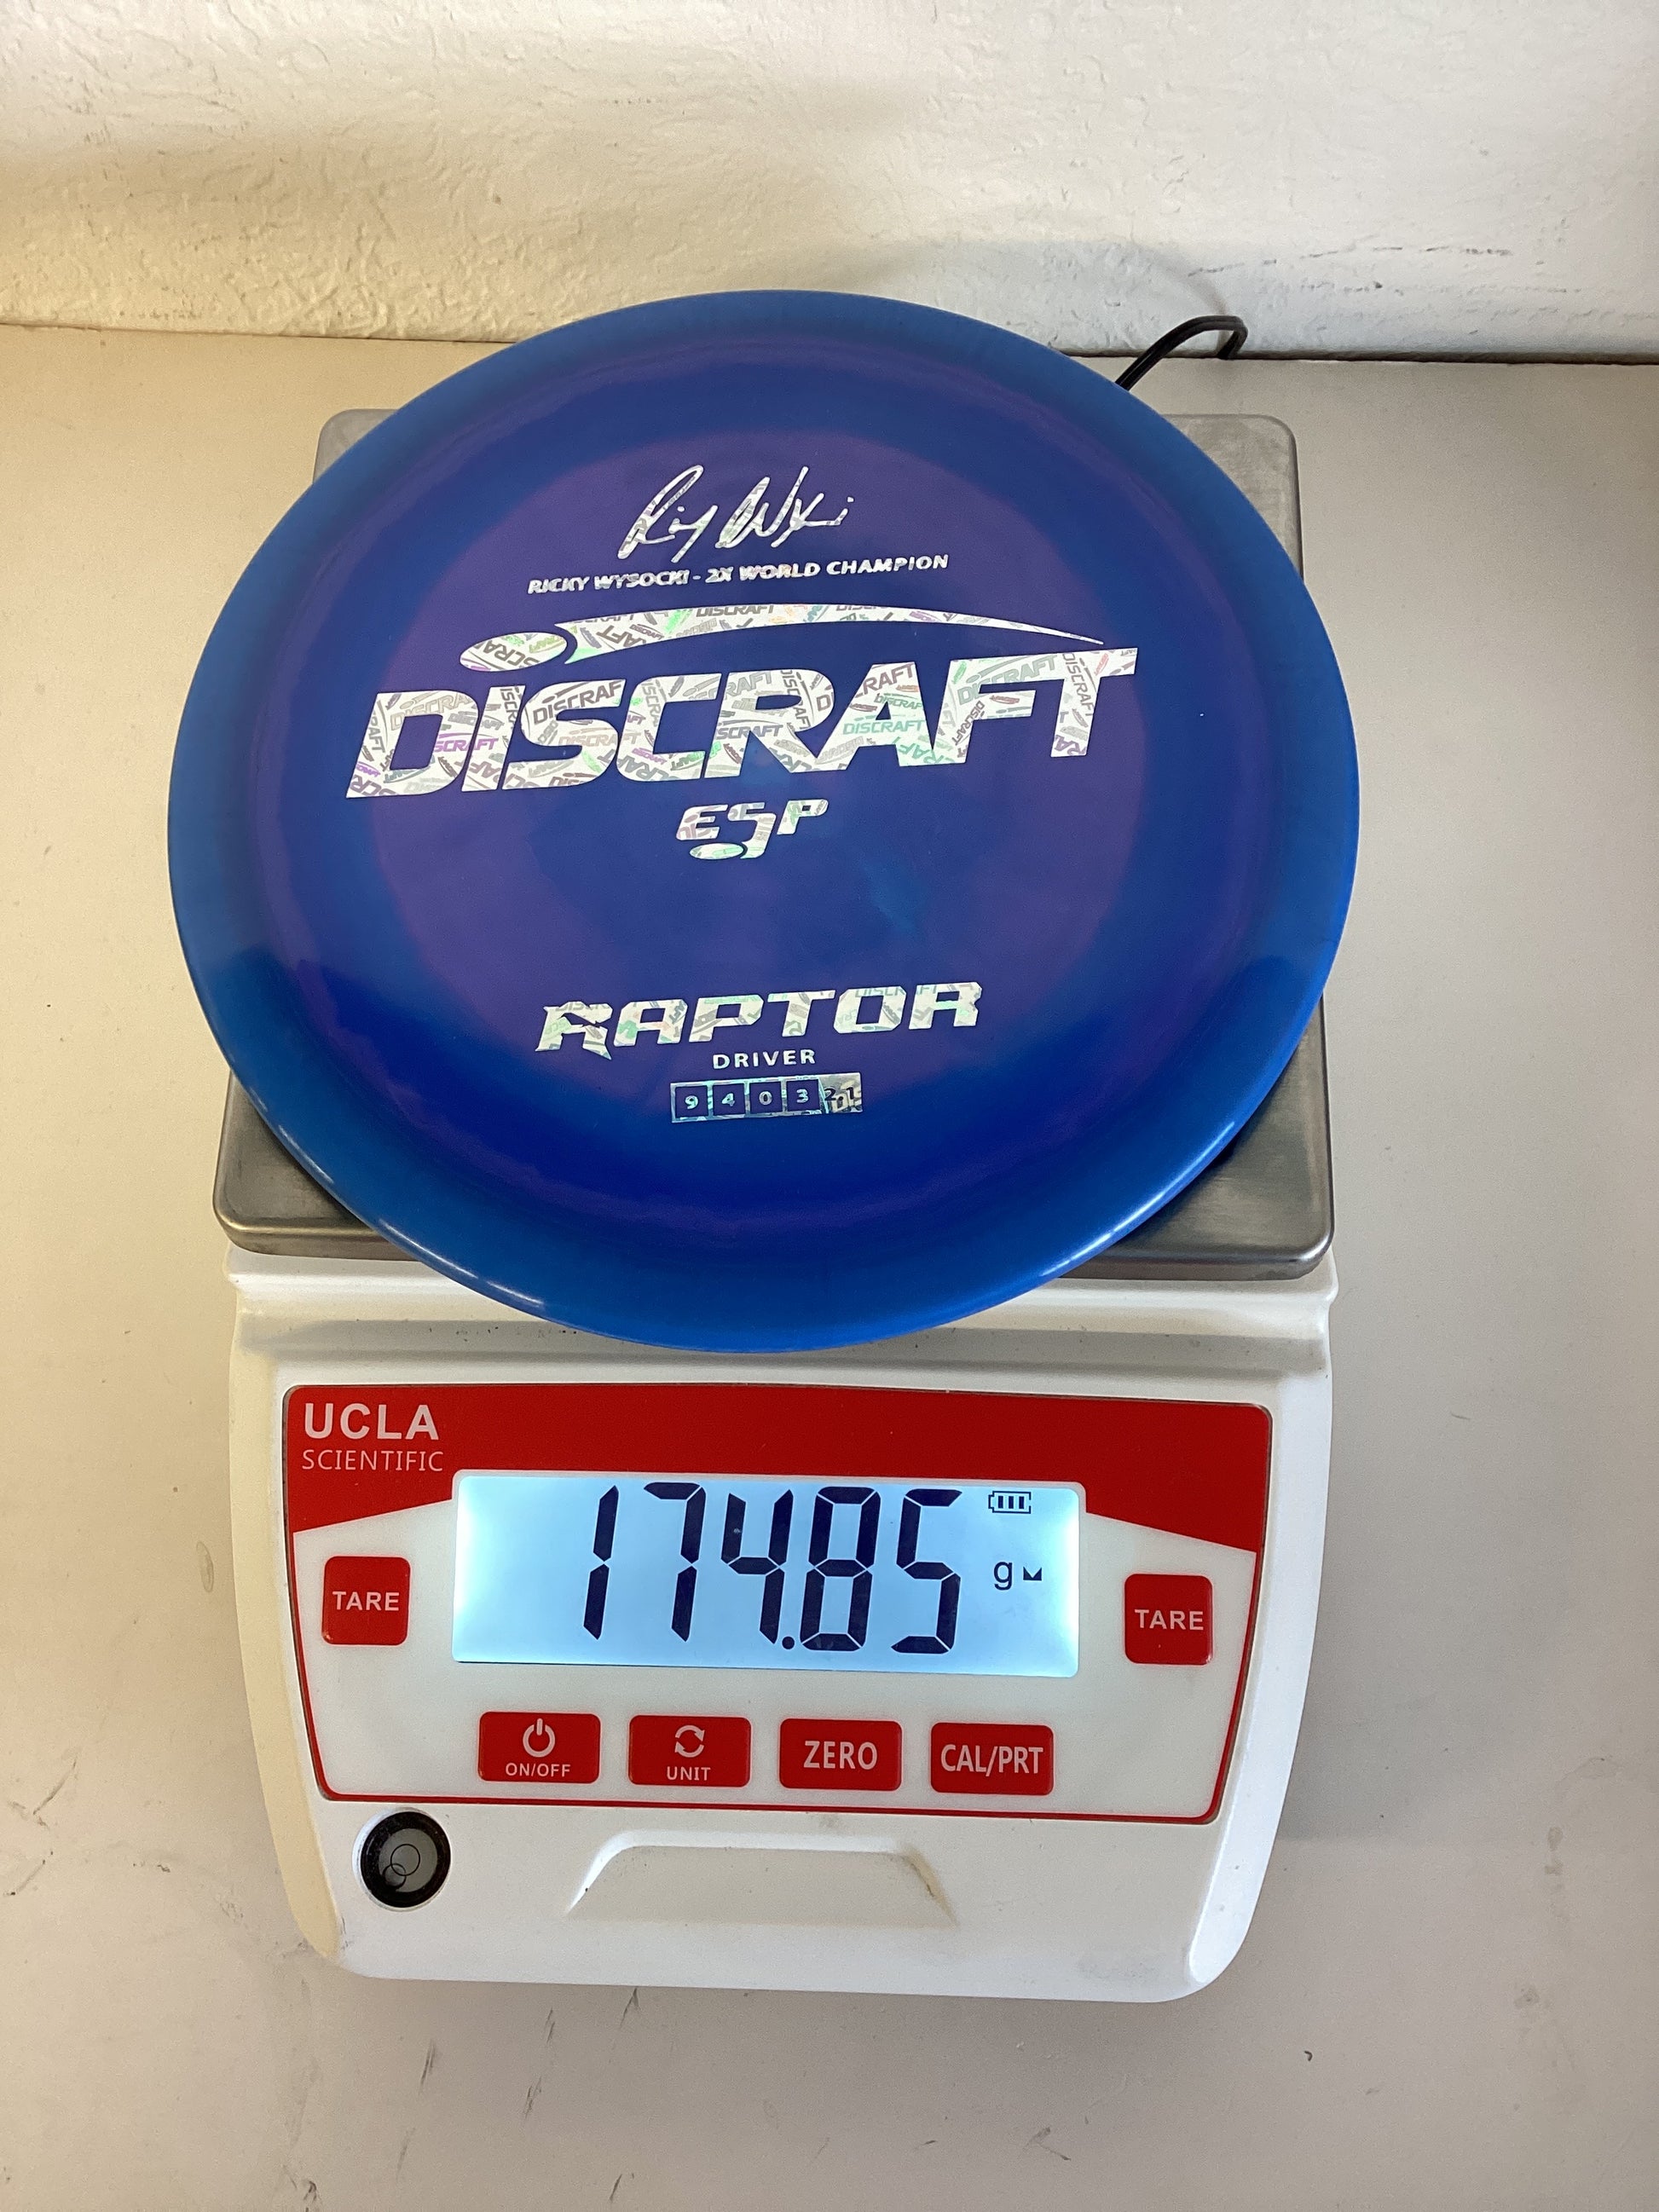 RICKY WYSOCKI - 2X WORLD CHAMPION
DISCRAFT
ESP
RAPTOR
DRIVER
9 4 0 3
UCLA
SCIENTIFIC
174.85 g
TARE
TARE
ON/OFF
UNIT
ZERO
CAL/PRT